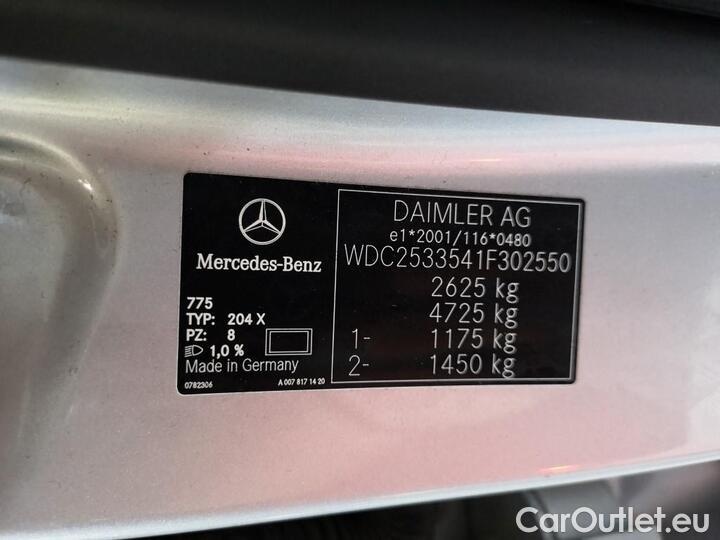 Mercedes-Benz
775
TYP: 204 X
PZ: 8
1,0 %
Made in Germany
0782306
A 007 817 14 20
DAIMLER AG
e1*2001/116*0480
WDC2533541F302550
2625 kg
4725 kg
1- 1175 kg
2- 1450 kg
CarOutlet.eu